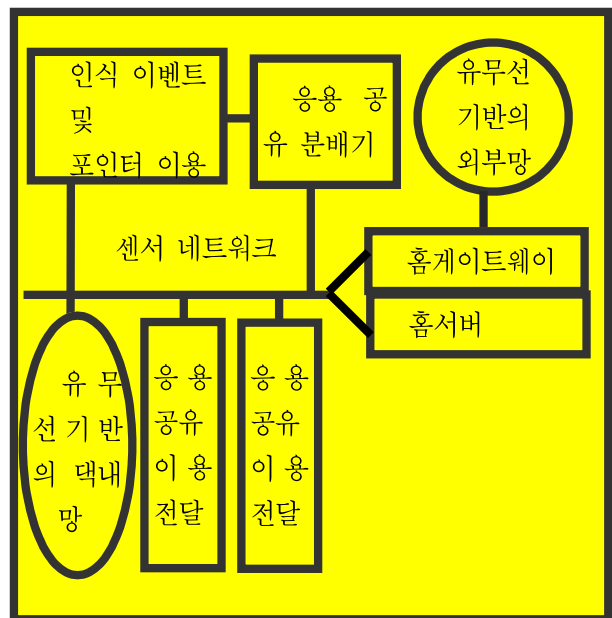 인식 이벤트
및
포인터 이용
응용 공
유 분배기
유무선
기반의
외부망
센서 네트워크
홈게이트웨이
홈서버
유 무
선 기 반
의 댁내
망
응 용
공유
이 용
전달
응 용
공유
이 용
전달